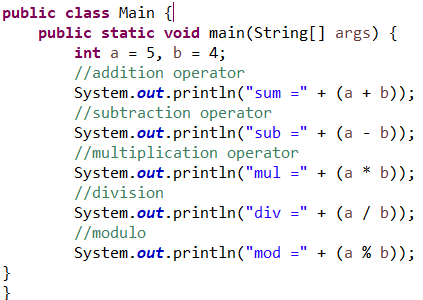 public class Main {
    public static void main(String[] args) {
        int a = 5, b = 4;
        //addition operator
        System.out.println("sum =" + (a + b));
        //subtraction operator
        System.out.println("sub =" + (a - b));
        //multiplication operator
        System.out.println("mul =" + (a * b));
        //division
        System.out.println("div =" + (a / b));
        //modulo
        System.out.println("mod =" + (a % b));
}
}